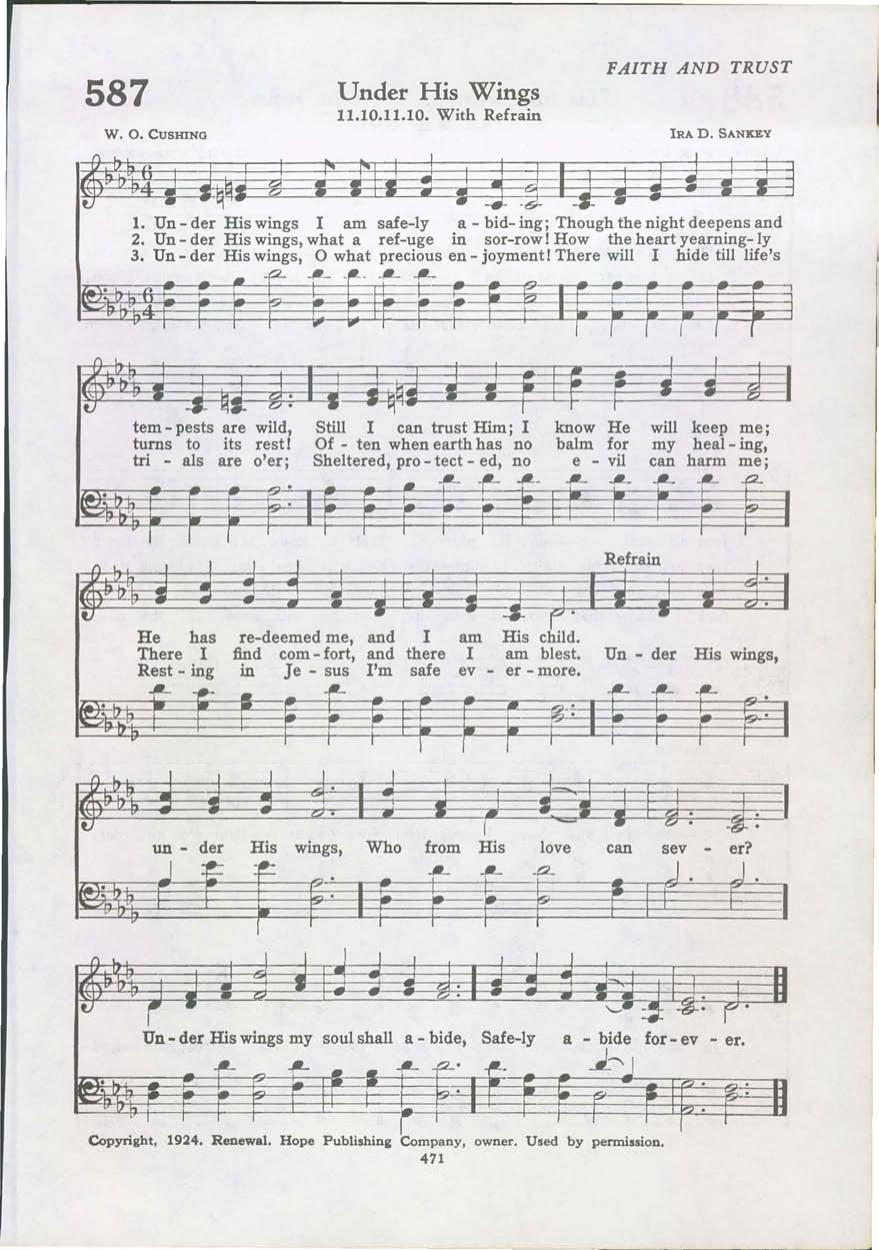 FAITH AND TRUST
587
Under His Wings
11.10.11.10. With Refrain
W. O. CUSHING
IRA D. SANKEY
1. Un - der His wings I am safe-ly a - bid- ing; Though the night deepens and
2. Un - der His wings, what a ref-uge in sor-row! How the heart yearning- ly
3. Un - der His wings, O what precious en - joyment! There will I hide till life's
tem - pests are wild, Still I can trust Him; I know He will keep me;
turns to its rest! Of - ten when earth has no balm for my heal - ing,
tri - als are o'er; Sheltered, pro - tect - ed, no e - vil can harm me;
Refrain
He has re-deemed me, and I am His child.
There I find com - fort, and there I am blest. Un - der His wings,
Rest - ing in Je - sus I'm safe ev - er - more.
un - der His wings, Who from His love can sev - er?
Un - der His wings my soul shall a - bide, Safe-ly a - bide for - ev - er.
Copyright, 1924. Renewal. Hope Publishing Company, owner. Used by permission.
471